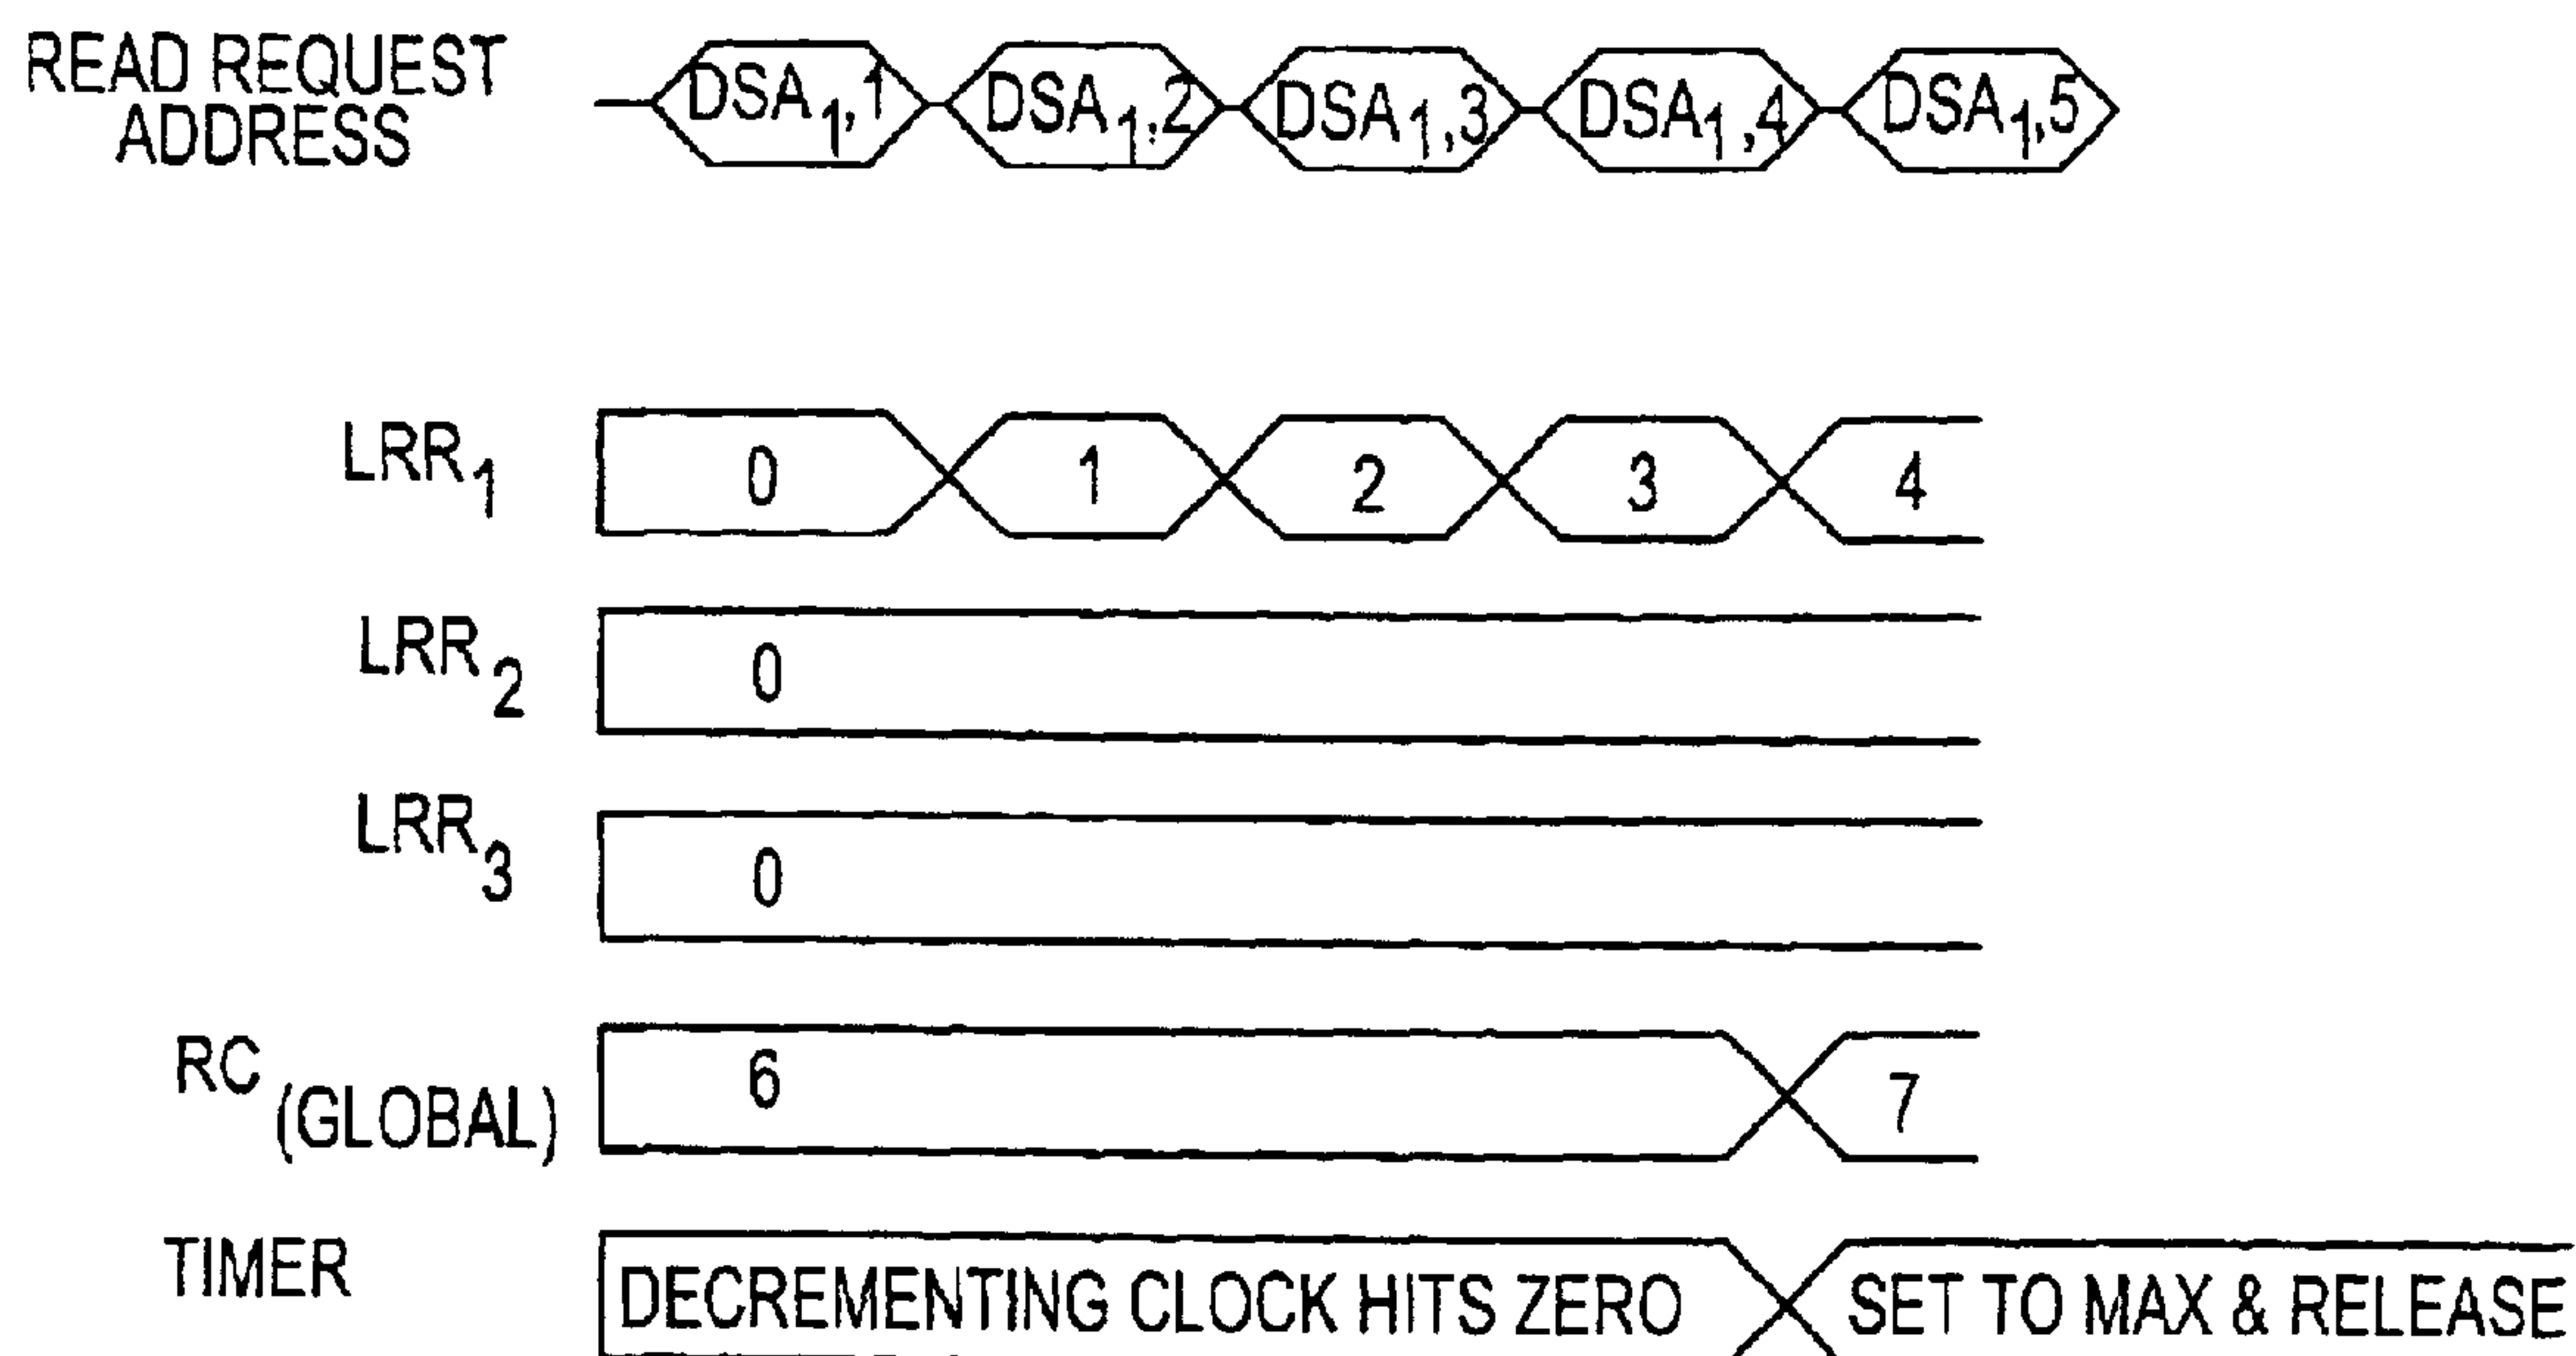 READ REQUEST
ADDRESS
DSA₁,1 DSA₁,2 DSA₁,3 DSA₁,4 DSA₁,5
LRR₁ 0 1 2 3 4
LRR₂ 0
LRR₃ 0
RC (GLOBAL) 6 7
TIMER DECREMENTING CLOCK HITS ZERO SET TO MAX & RELEASE